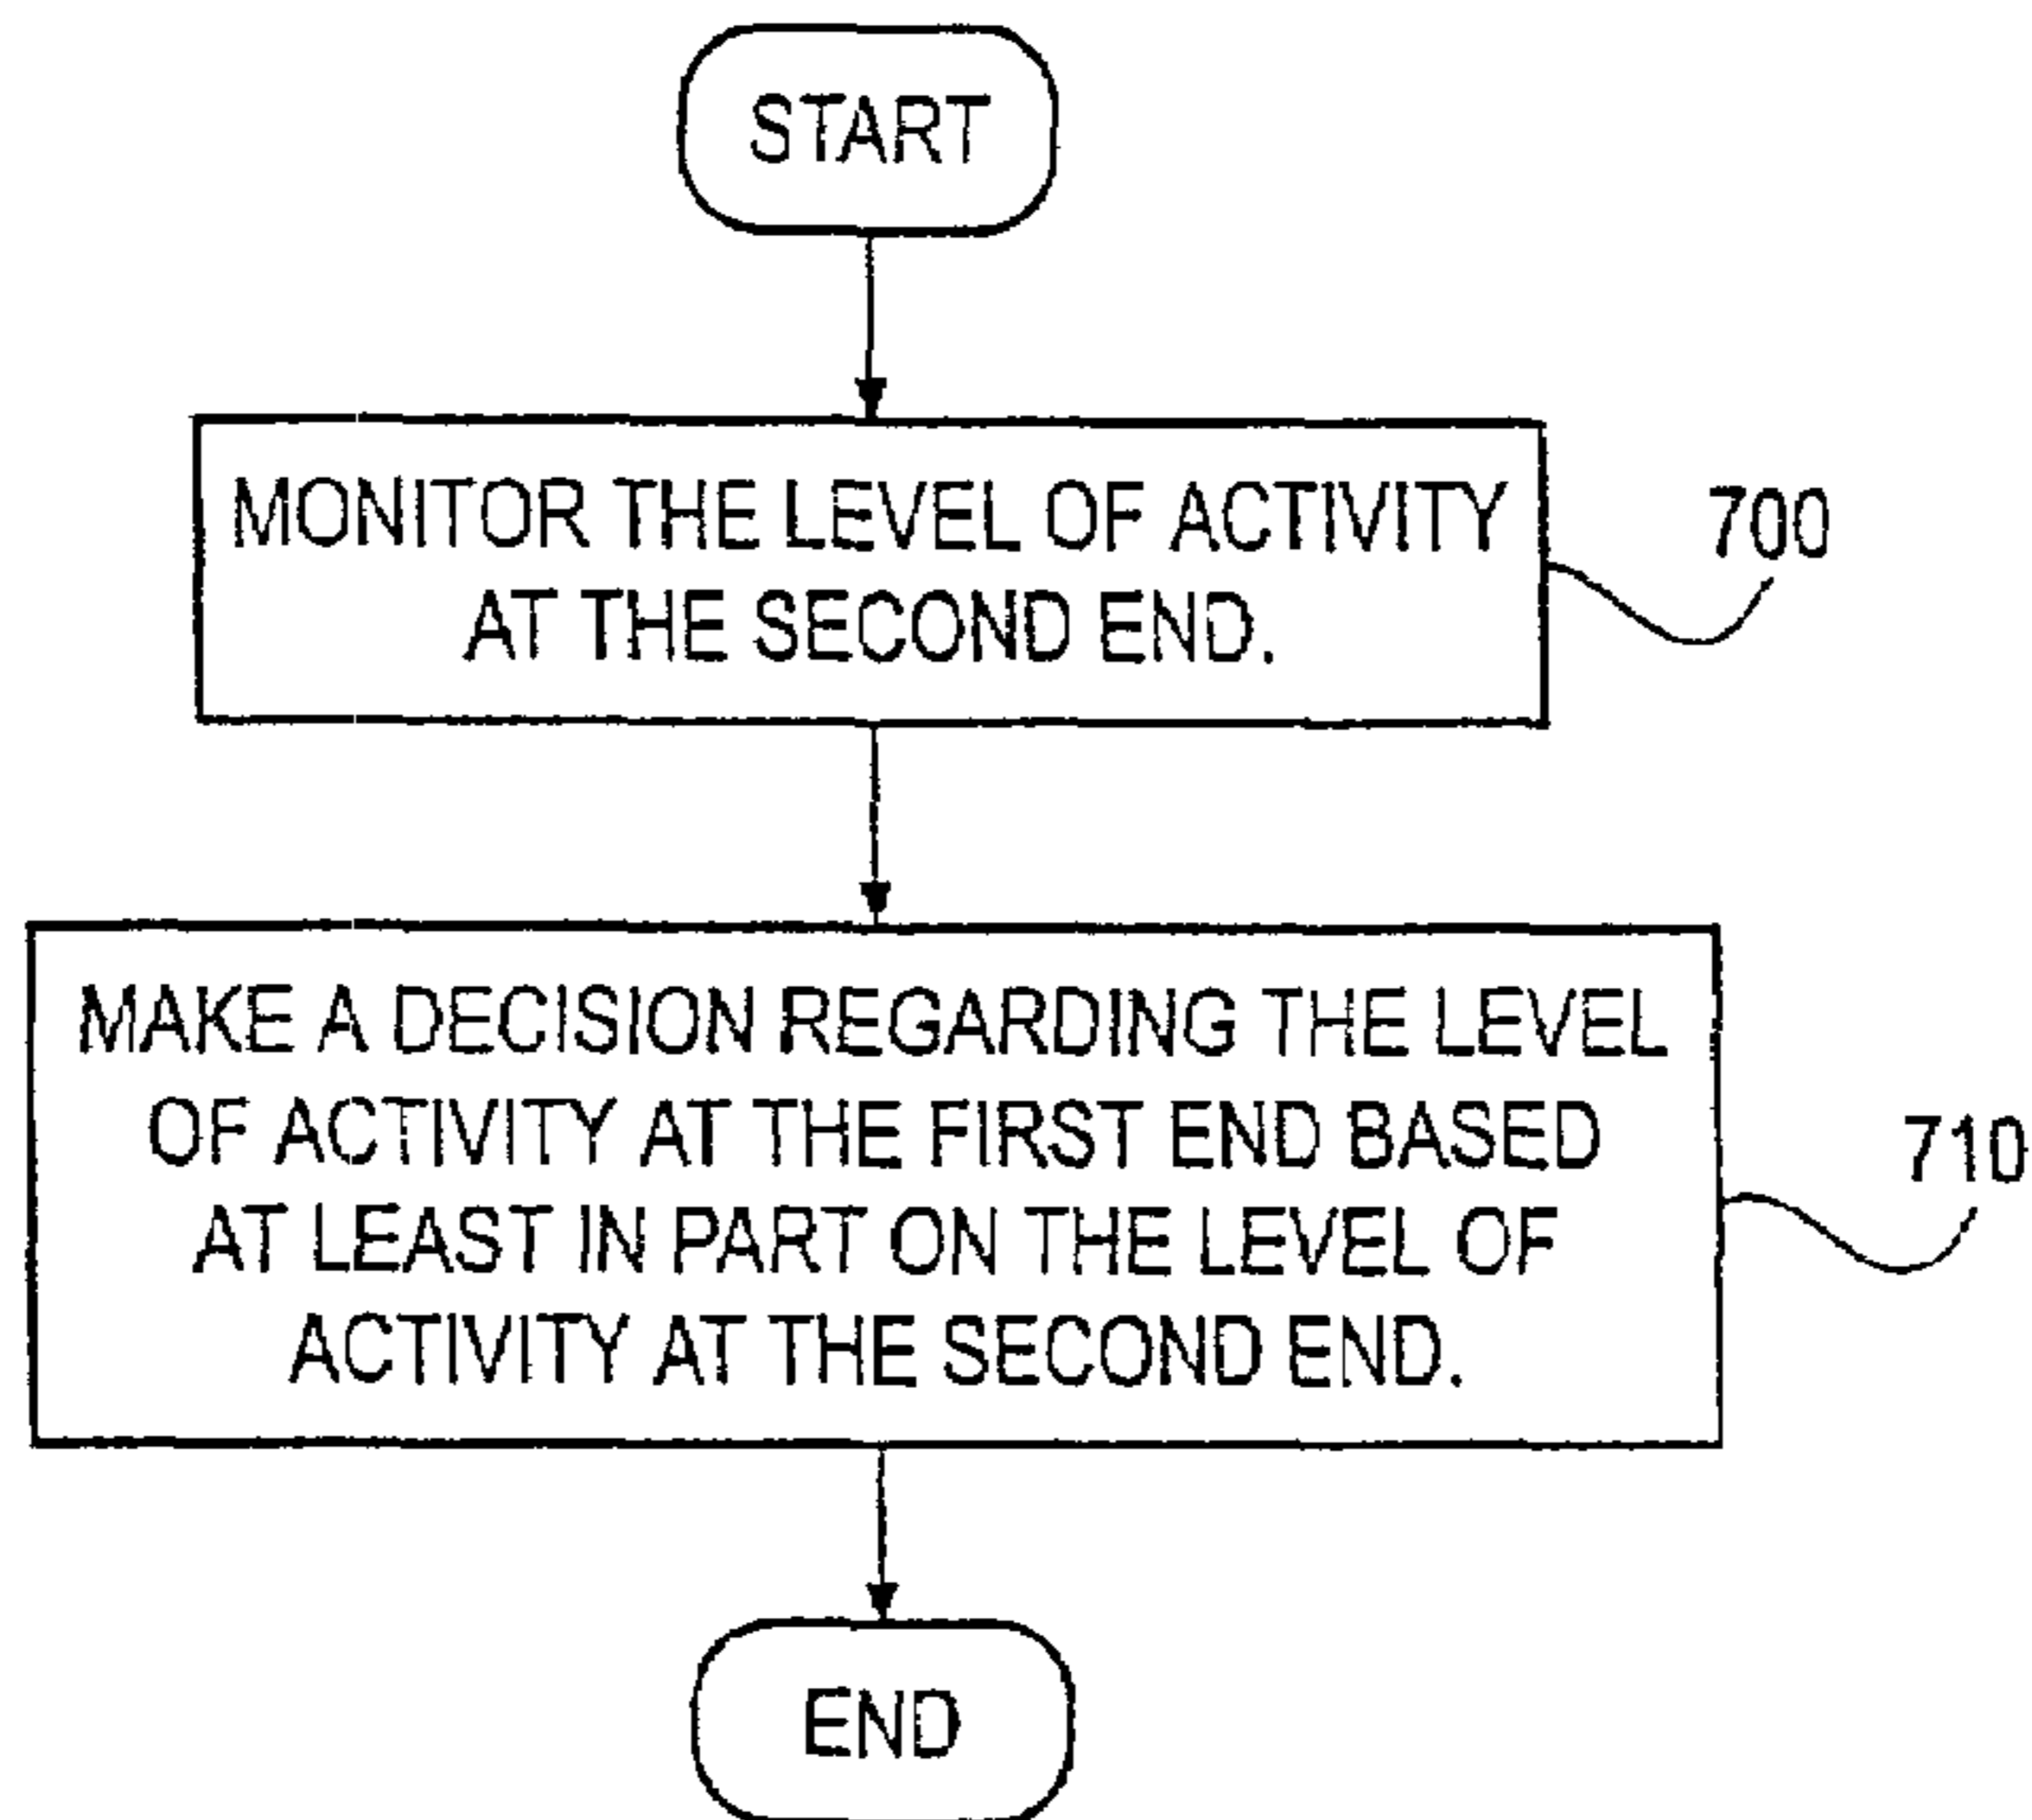 START
MONITOR THE LEVEL OF ACTIVITY
AT THE SECOND END.
700
MAKE A DECISION REGARDING THE LEVEL
OF ACTIVITY AT THE FIRST END BASED
AT LEAST IN PART ON THE LEVEL OF
ACTIVITY AT THE SECOND END.
710
END